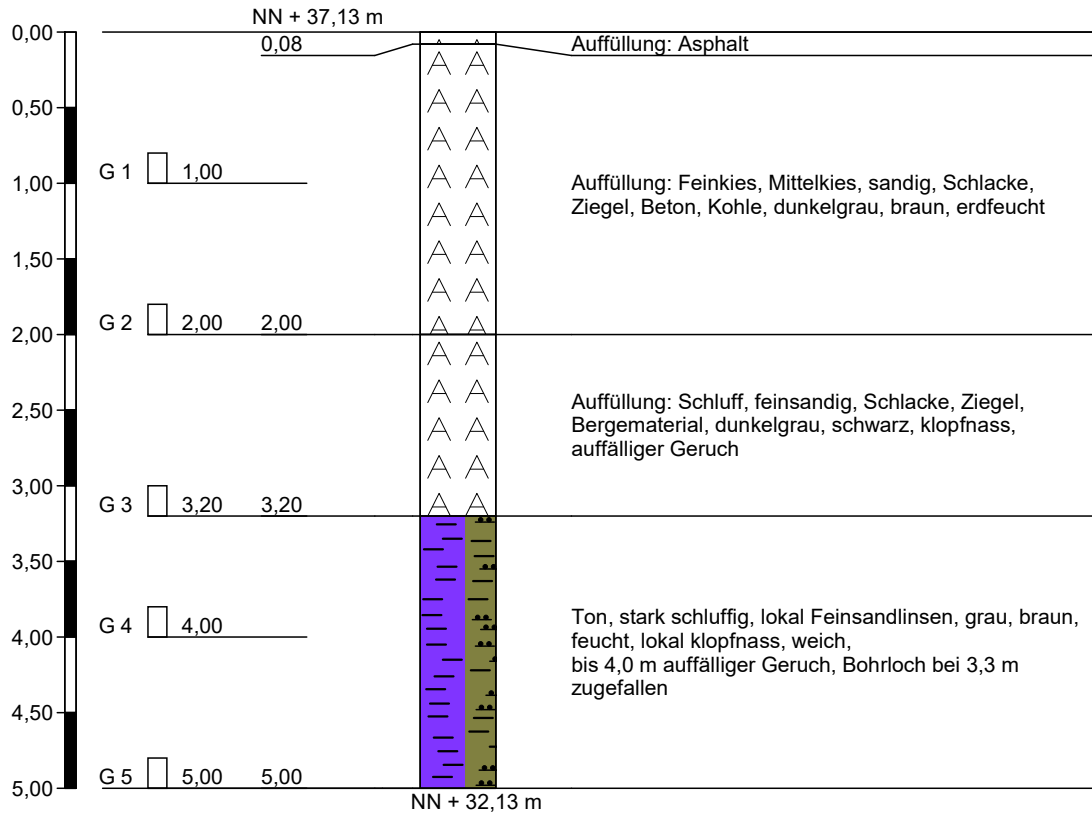 NN + 37,13 m
0,00
0,08
Auffüllung: Asphalt
0,50
G 1
1,00
1,00
Auffüllung: Feinkies, Mittelkies, sandig, Schlacke,
Ziegel, Beton, Kohle, dunkelgrau, braun, erdfeucht
1,50
G 2
2,00
2,00
2,00
2,50
Auffüllung: Schluff, feinsandig, Schlacke, Ziegel,
Bergematerial, dunkelgrau, schwarz, klopfnass,
auffälliger Geruch
3,00
G 3
3,20
3,20
3,50
G 4
4,00
4,00
Ton, stark schluffig, lokal Feinsandlinsen, grau, braun,
feucht, lokal klopfnass, weich,
bis 4,0 m auffälliger Geruch, Bohrloch bei 3,3 m
zugefallen
4,50
G 5
5,00
5,00
5,00
NN + 32,13 m